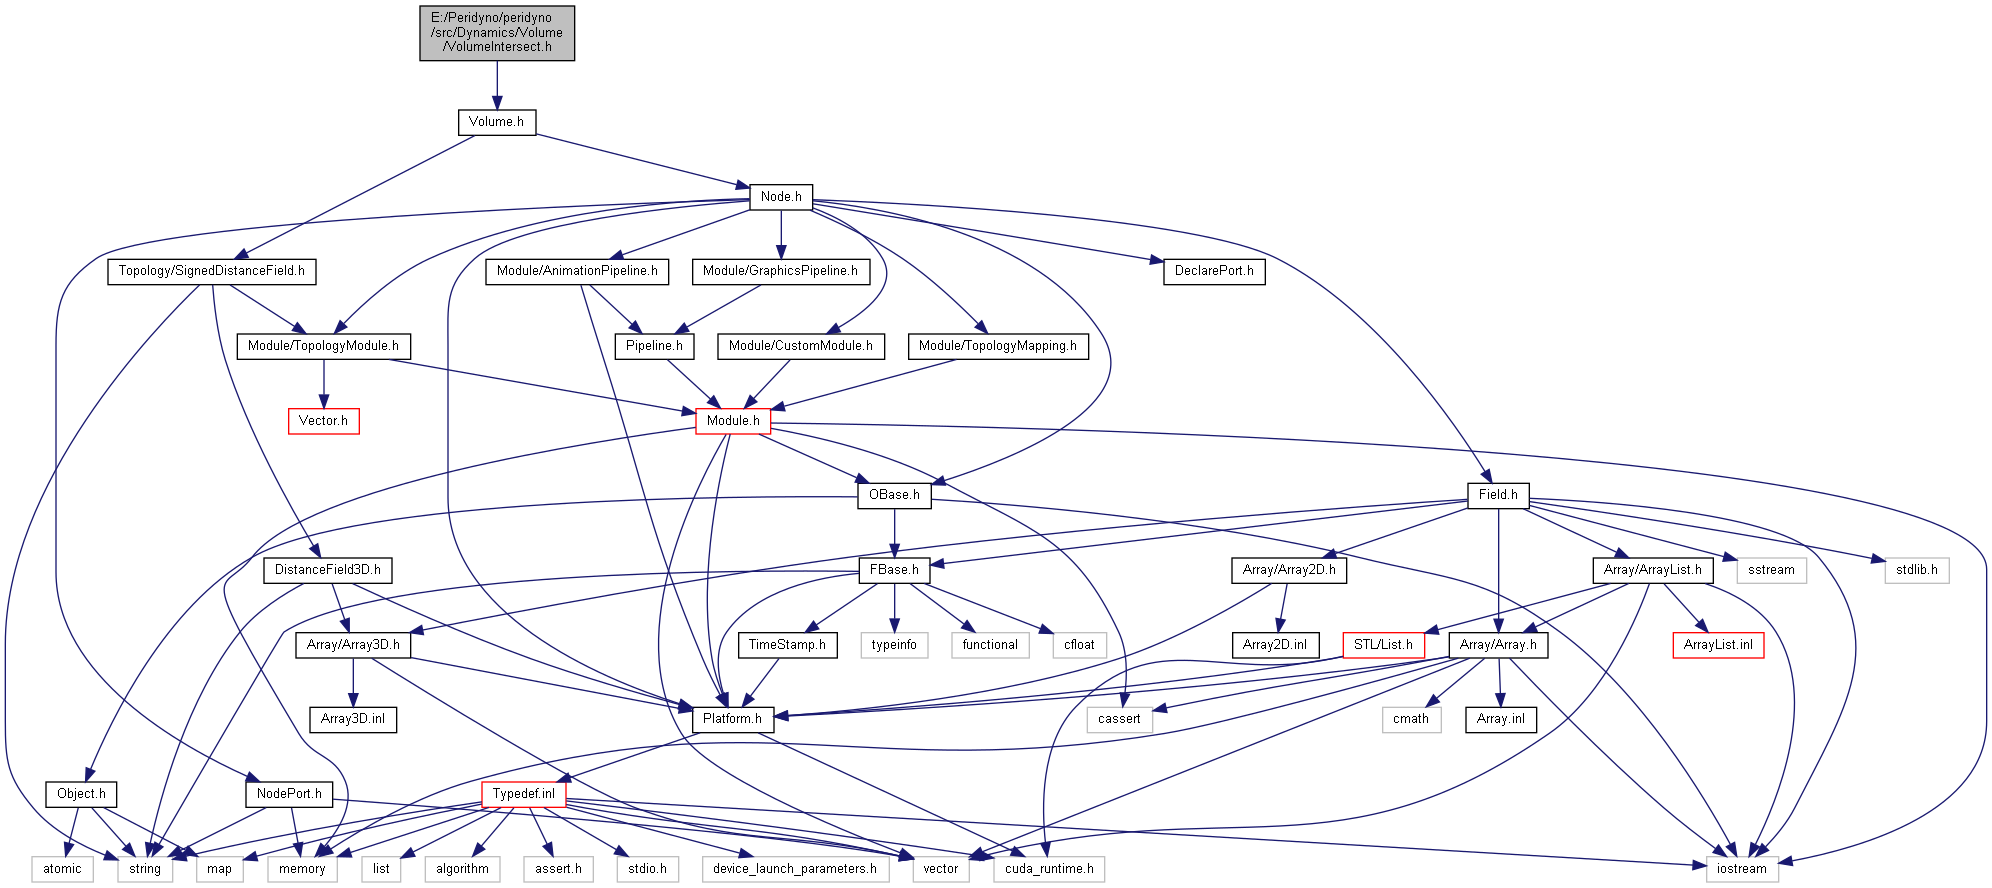 E:/Peridyno/peridyno
/src/Dynamics/Volume
/VolumeIntersect.h
Volume.h
Node.h
Topology/SignedDistanceField.h
Module/AnimationPipeline.h
Module/GraphicsPipeline.h
DeclarePort.h
Module/TopologyModule.h
Pipeline.h
Module/CustomModule.h
Module/TopologyMapping.h
Vector.h
Module.h
OBase.h
Field.h
DistanceField3D.h
FBase.h
Array/Array2D.h
Array/ArrayList.h
sstream
stdlib.h
Array/Array3D.h
TimeStamp.h
typeinfo
functional
cfloat
Array2D.inl
STL/List.h
Array/Array.h
ArrayList.inl
Array3D.inl
Platform.h
cassert
cmath
Array.inl
Object.h
NodePort.h
Typedef.inl
atomic
string
map
memory
list
algorithm
assert.h
stdio.h
device_launch_parameters.h
vector
cuda_runtime.h
iostream